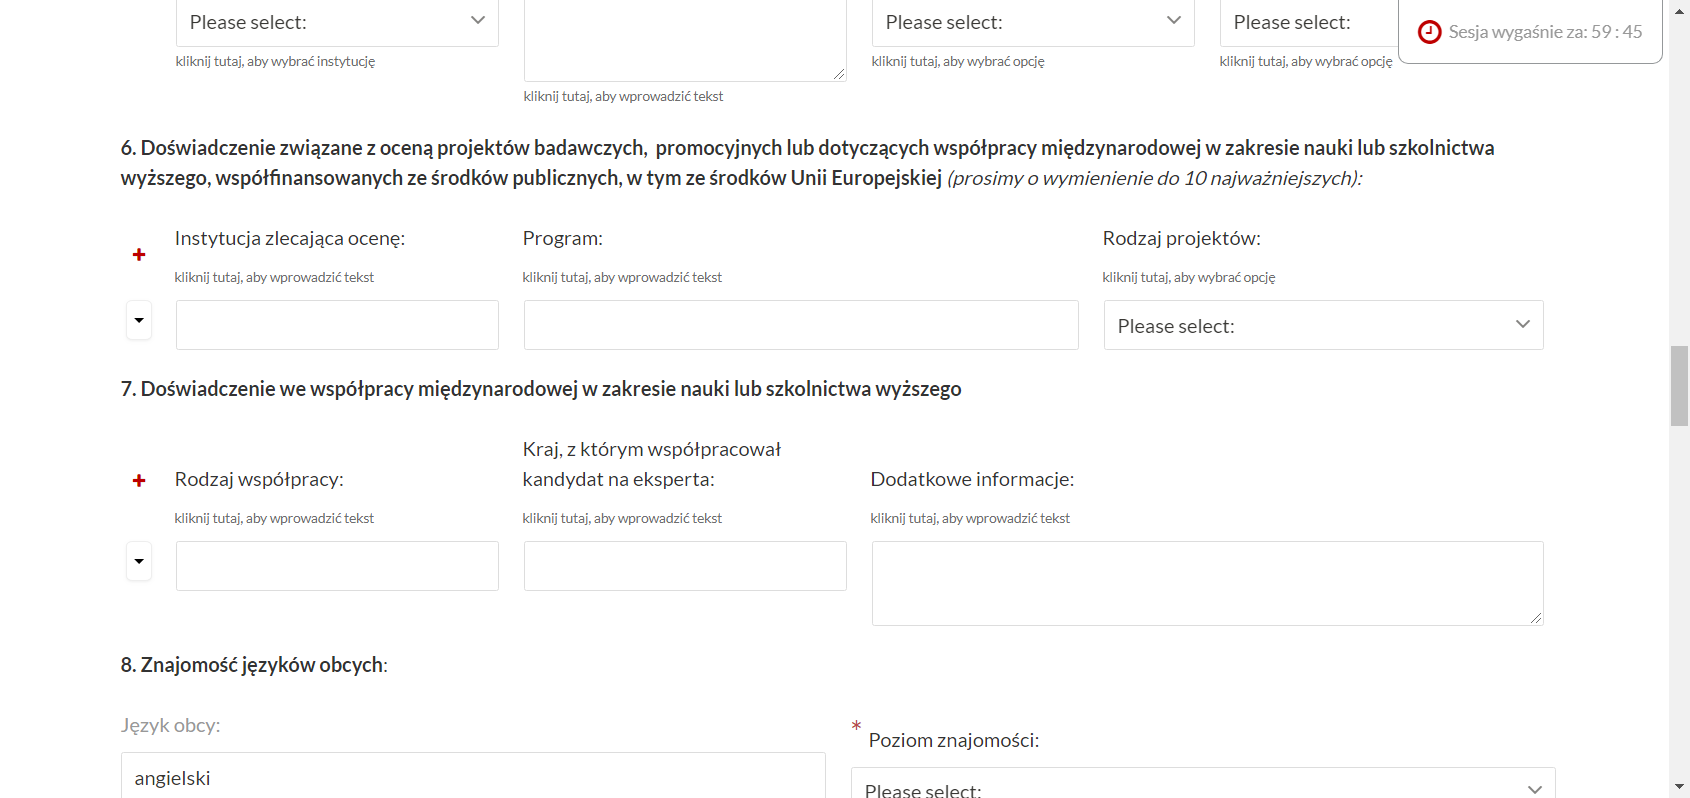 Please select:
Please select:
Please select:
Sesja wygaśnie za: 59 : 45
kliknij tutaj, aby wybrać instytucję
kliknij tutaj, aby wprowadzić tekst
kliknij tutaj, aby wybrać opcję
kliknij tutaj, aby wybrać opcję
6. Doświadczenie związane z oceną projektów badawczych, promocyjnych lub dotyczących współpracy międzynarodowej w zakresie nauki lub szkolnictwa
wyższego, współfinansowanych ze środków publicznych, w tym ze środków Unii Europejskiej (prosimy o wymienienie do 10 najważniejszych):
Instytucja zlecająca ocenę:
Program:
Rodzaj projektów:
kliknij tutaj, aby wprowadzić tekst
kliknij tutaj, aby wprowadzić tekst
kliknij tutaj, aby wybrać opcję
Please select:
7. Doświadczenie we współpracy międzynarodowej w zakresie nauki lub szkolnictwa wyższego
Rodzaj współpracy:
Kraj, z którym współpracował
kandydat na eksperta:
Dodatkowe informacje:
kliknij tutaj, aby wprowadzić tekst
kliknij tutaj, aby wprowadzić tekst
kliknij tutaj, aby wprowadzić tekst
8. Znajomość języków obcych:
Język obcy:
* Poziom znajomości:
angielski
Please select: